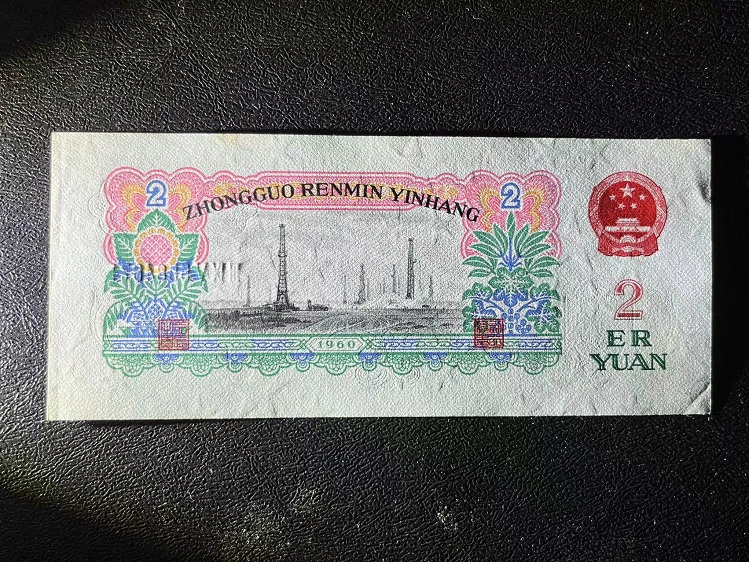 ZHONGGUO RENMIN YINHANG
2
2
1960
2
ER
YUAN